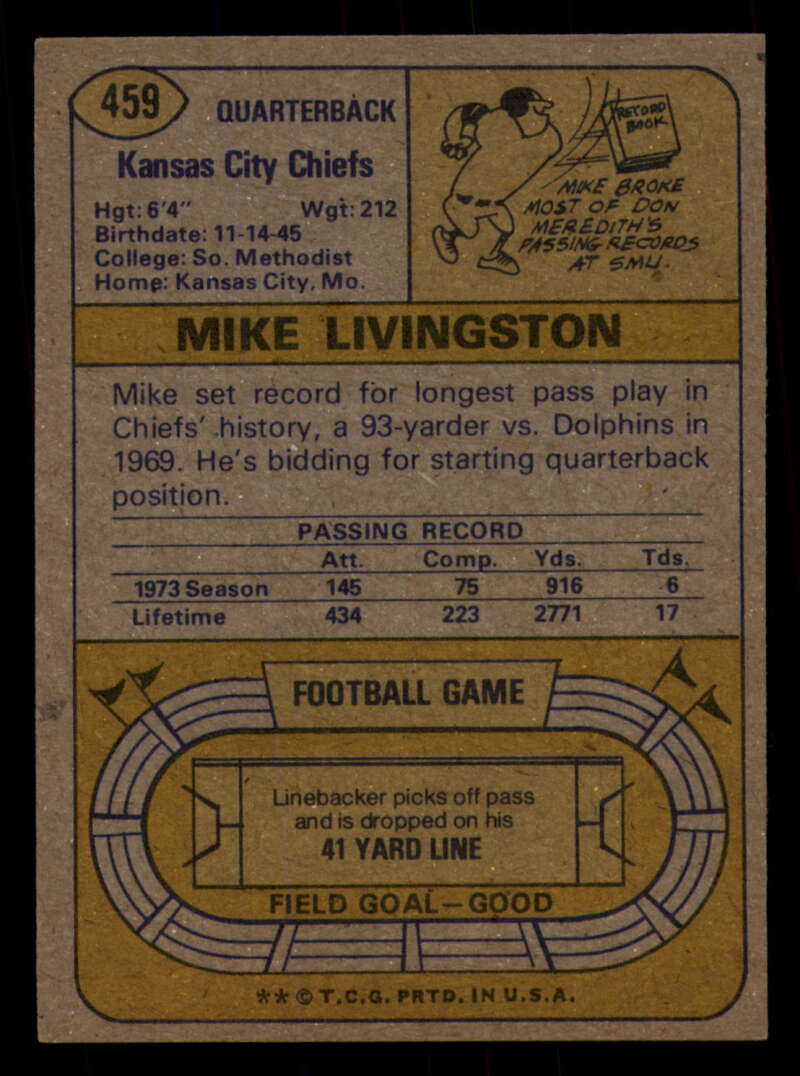 459
QUARTERBACK
Kansas City Chiefs
Hgt: 6'4" Wgt: 212
Birthdate: 11-14-45
College: So. Methodist
Home: Kansas City, Mo.
RECORD
BOOK
MIKE BROKE
MOST OF DON
MEREDITH'S
PASSING RECORDS
AT SMU.
MIKE LIVINGSTON
Mike set record for longest pass play in
Chiefs' history, a 93-yarder vs. Dolphins in
1969. He's bidding for starting quarterback
position.
PASSING RECORD
Att. Comp. Yds. Tds.
1973 Season 145 75 916 6
Lifetime 434 223 2771 17
FOOTBALL GAME
Linebacker picks off pass
and is dropped on his
41 YARD LINE
FIELD GOAL—GOOD
** © T.C.G. PRTD. IN U.S.A.